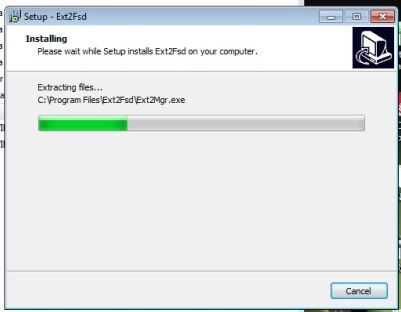 Setup - Ext2Fsd
Installing
Please wait while Setup installs Ext2Fsd on your computer.
Extracting files...
C:\Program Files\Ext2Fsd\Ext2Mgr.exe
Cancel